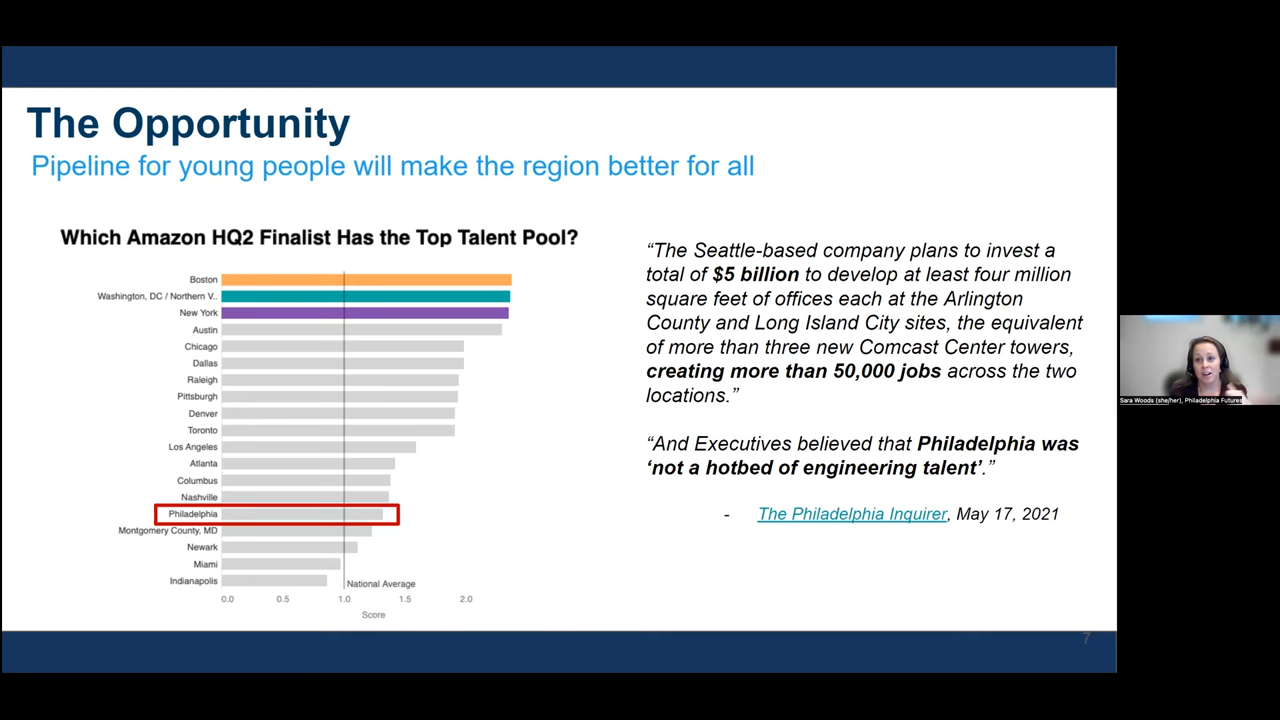 The Opportunity
Pipeline for young people will make the region better for all
Which Amazon HQ2 Finalist Has the Top Talent Pool?
Boston
Washington, DC / Northern V..
New York
Austin
Chicago
Dallas
Raleigh
Pittsburgh
Denver
Toronto
Los Angeles
Atlanta
Columbus
Nashville
Philadelphia
Montgomery County, MD
Newark
Miami
Indianapolis
National Average
0.0 0.5 1.0 1.5 2.0
Score
“The Seattle-based company plans to invest a
total of $5 billion to develop at least four million
square feet of offices each at the Arlington
County and Long Island City sites, the equivalent
of more than three new Comcast Center towers,
creating more than 50,000 jobs across the two
locations.”
“And Executives believed that Philadelphia was
‘not a hotbed of engineering talent’.”
- The Philadelphia Inquirer, May 17, 2021
7
Sara Woods (she/her), Philadelphia Futures